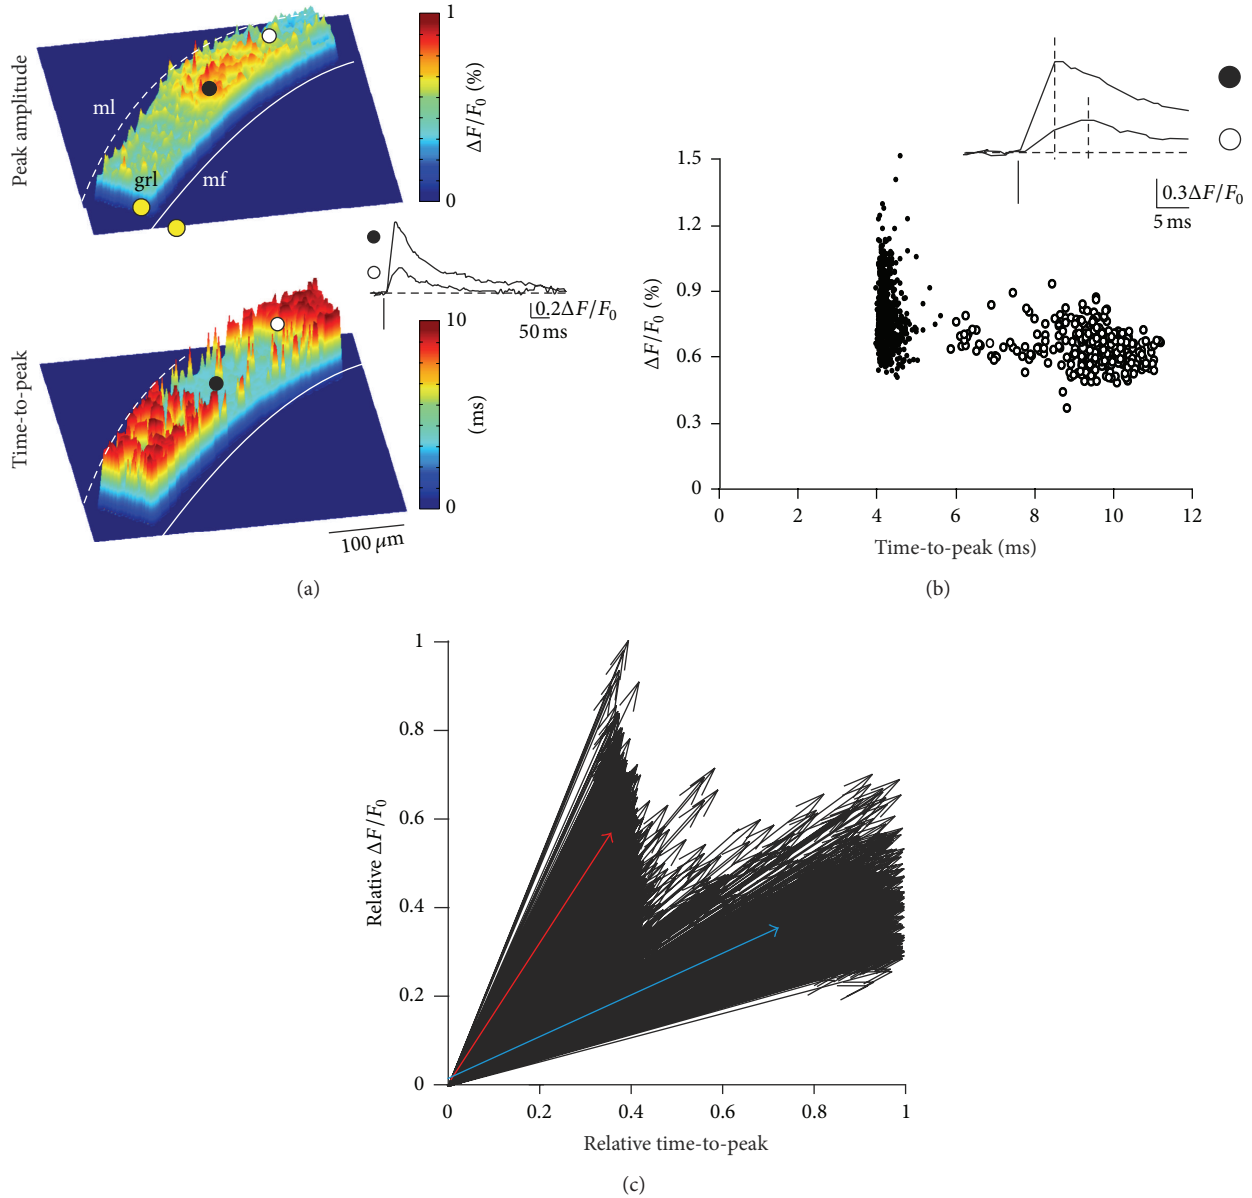 Peak amplitude
ml
grl
mf
1
0
ΔF/F0 (%)
Time-to-peak
10
0
(ms)
100 μm
0.2ΔF/F0
50 ms
(a)
1.5
1.2
0.9
0.6
0.3
0
ΔF/F0 (%)
0 2 4 6 8 10 12
Time-to-peak (ms)
0.3ΔF/F0
5 ms
(b)
1
0.8
0.6
0.4
0.2
0
Relative ΔF/F0
0 0.2 0.4 0.6 0.8 1
Relative time-to-peak
(c)